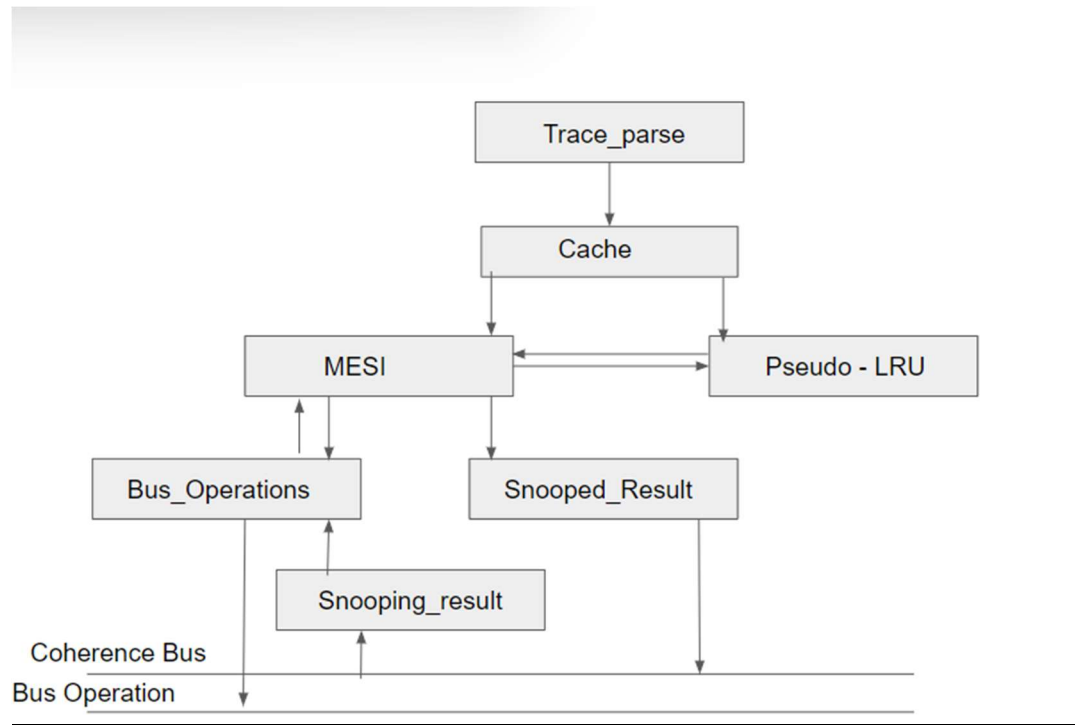 Trace_parse
Cache
MESI
Pseudo - LRU
Bus_Operations
Snooped_Result
Snooping_result
Coherence Bus
Bus Operation